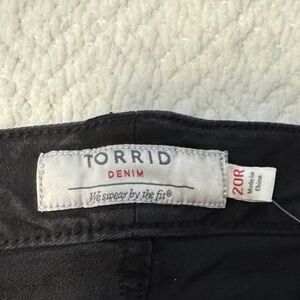 TORRID
DENIM
We swear by the fit®
20R
Made in
China